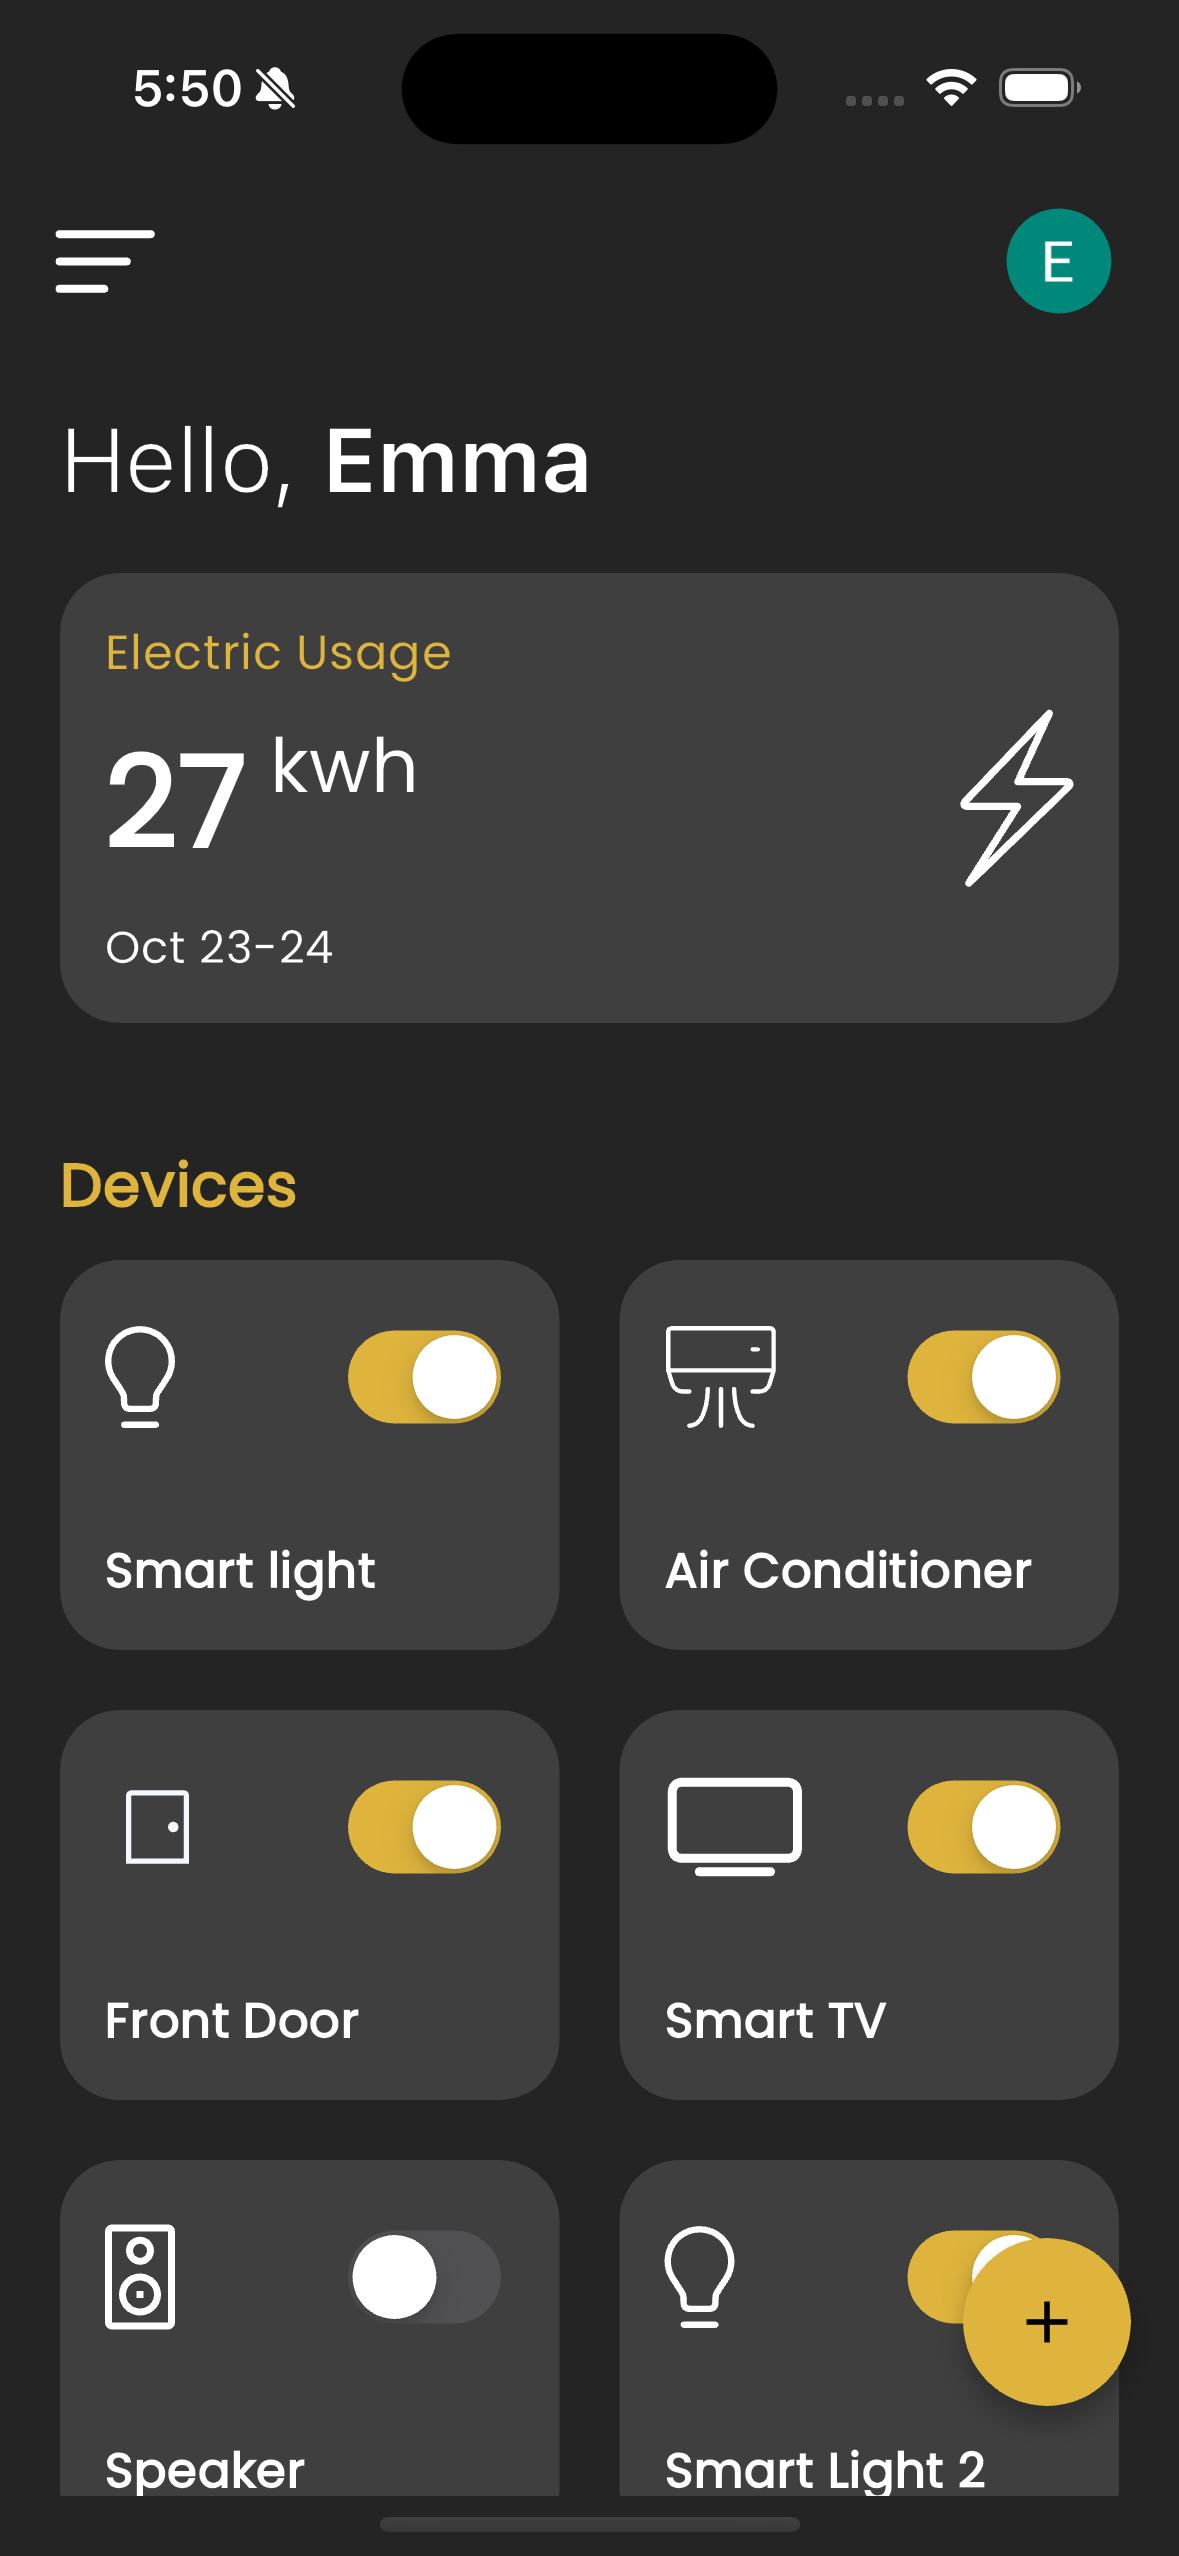 5:50
E
Hello, Emma
Electric Usage
27 kwh
Oct 23-24
Devices
Smart light
Air Conditioner
Front Door
Smart TV
Speaker
Smart Light 2
+